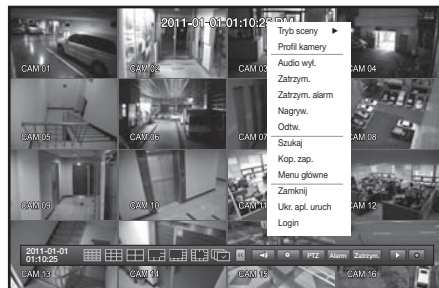 2011-01-01 01:10:25 PM
CAM 01
CAM 02
CAM 03
CAM 04
Tryb sceny
Profil kamery
Audio wył.
Zatrzym.
Zatrzym. alarm
Nagryw.
Odtw.
Szukaj
Kop. zap.
Menu główne
Zamknij
Ukr. apl. uruch
Login
CAM 05
CAM 06
CAM 07
CAM 08
CAM 09
CAM 10
CAM 11
CAM 12
2011-01-01
01:10:25
PTZ
Alarm
Zatrzym.
CAM 13
CAM 14
CAM 15
CAM 16